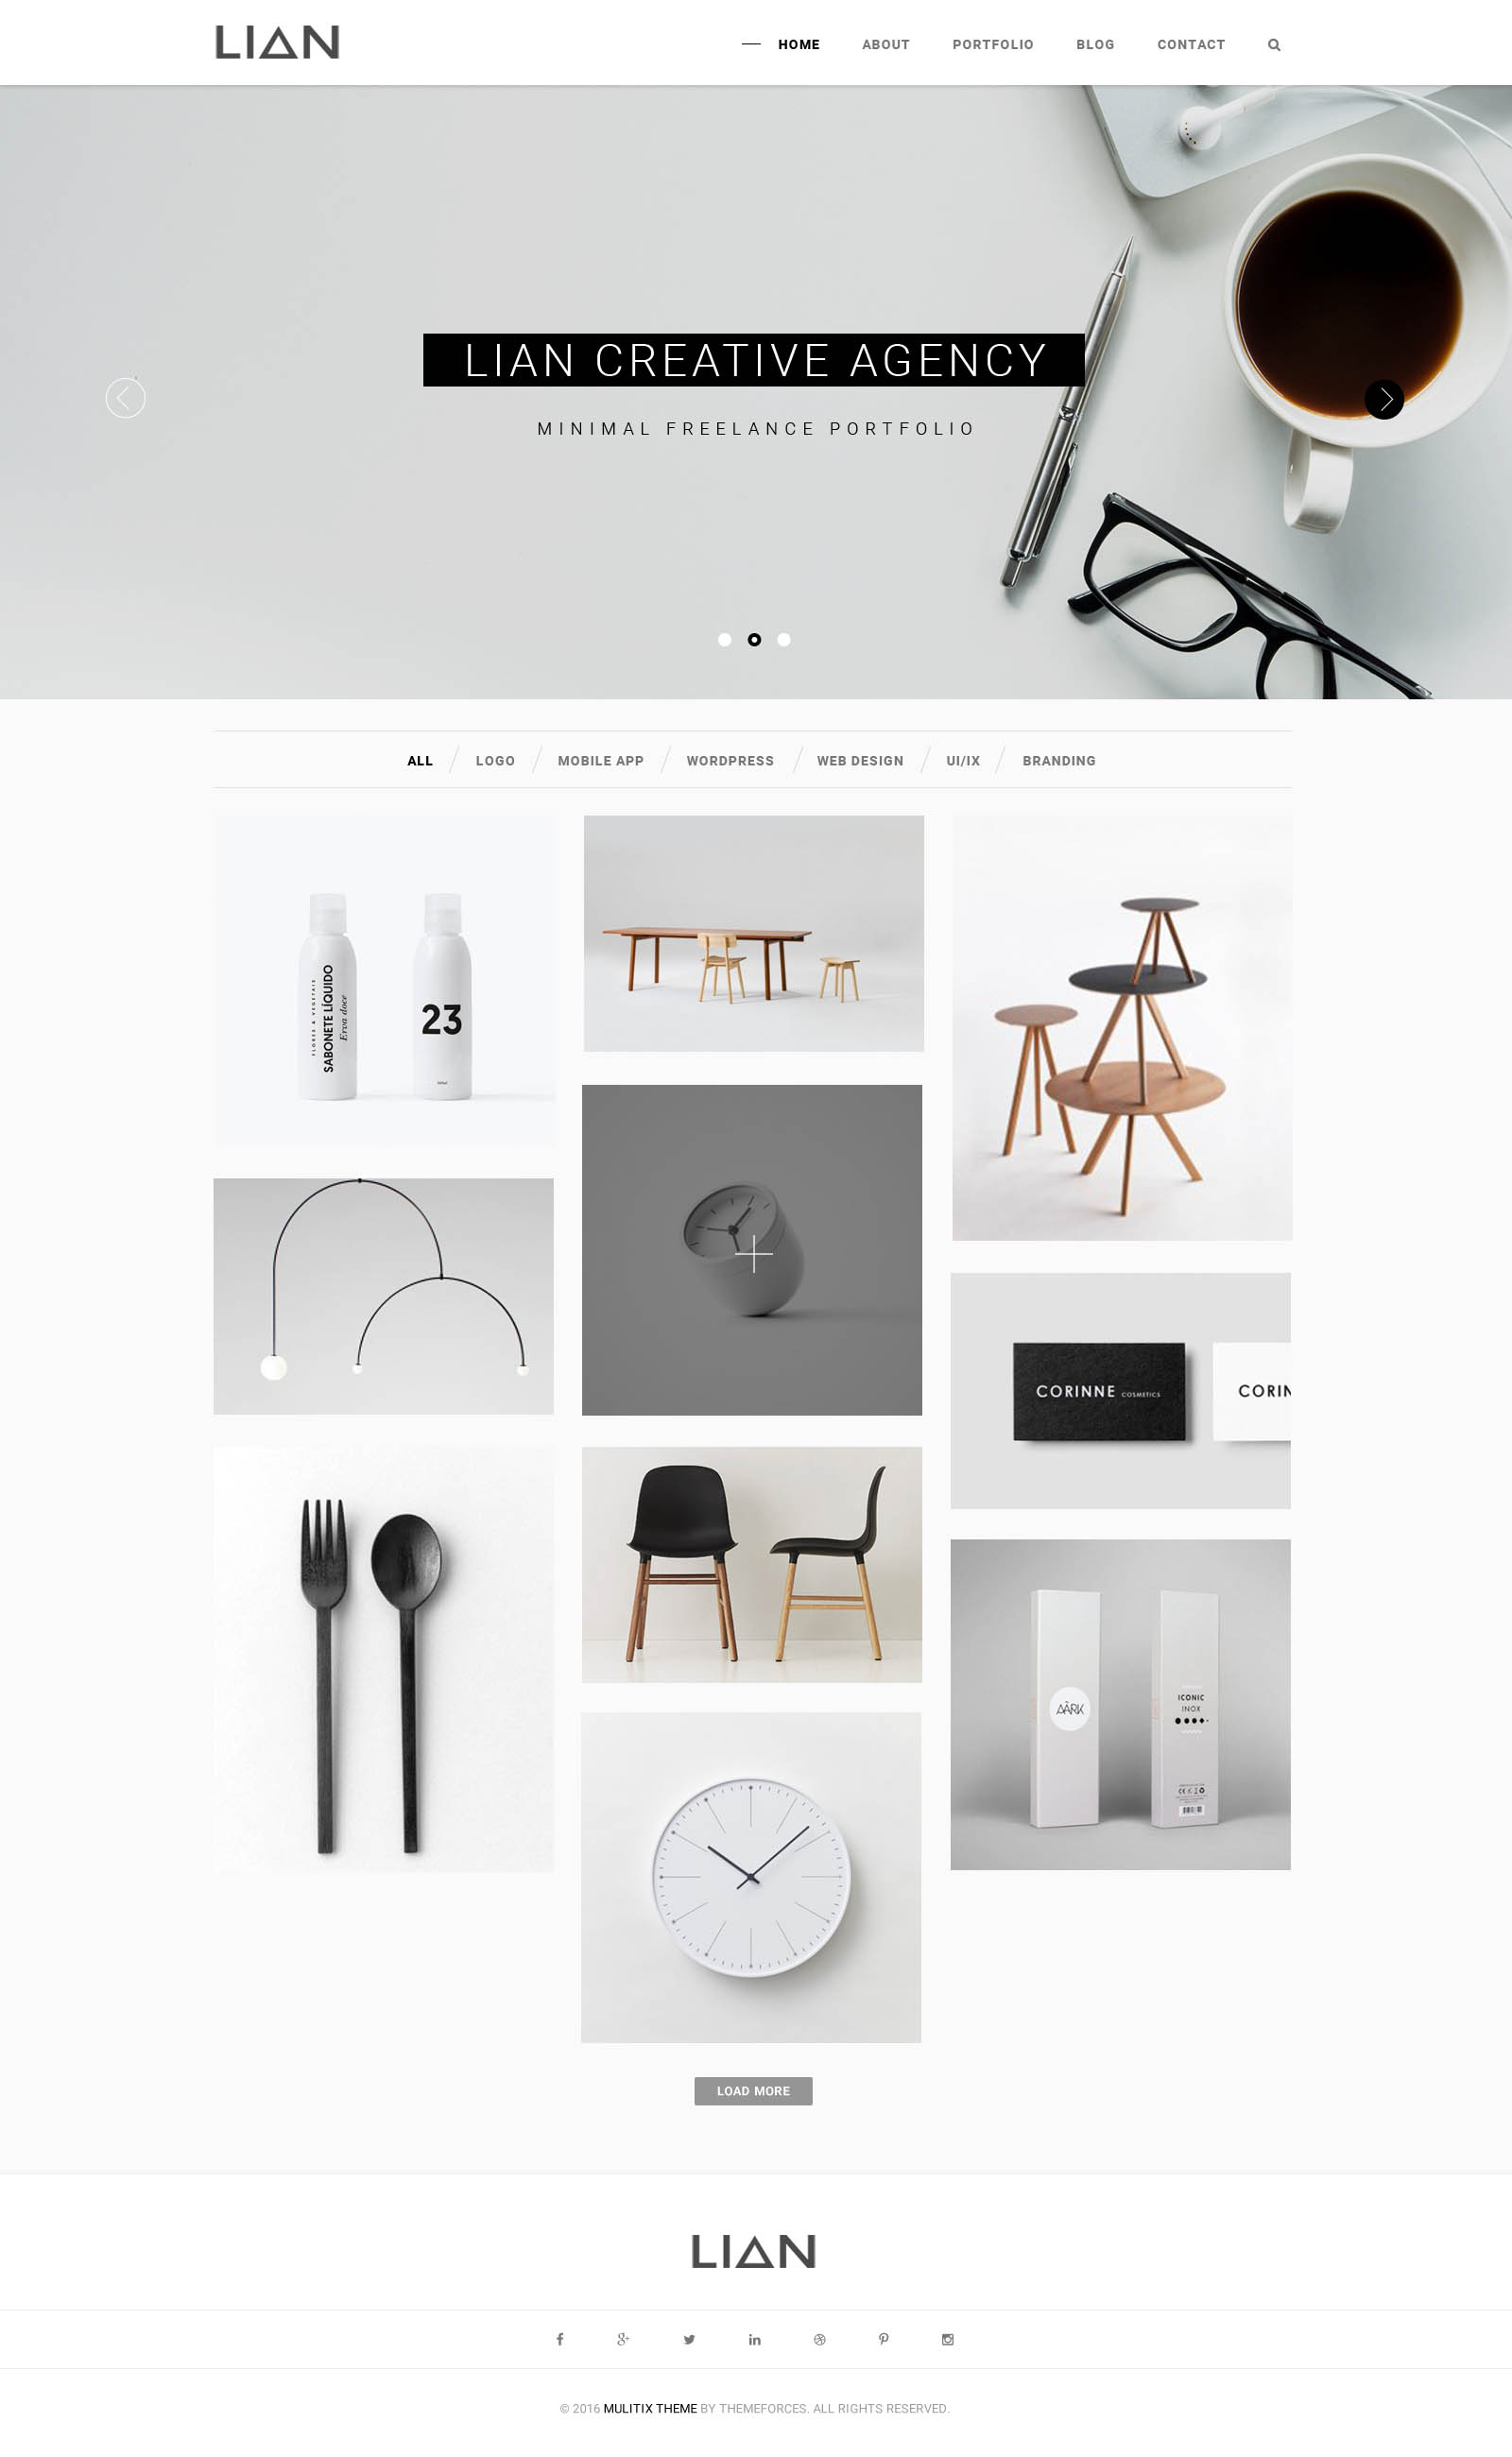 LIAN
HOME ABOUT PORTFOLIO BLOG CONTACT
LIAN CREATIVE AGENCY
MINIMAL FREELANCE PORTFOLIO
ALL LOGO MOBILE APP WORDPRESS WEB DESIGN UI/IX BRANDING
FLORES & VEGETAIS
SABONETE LÍQUIDO
Erva doce
23
CORINNE COSMETICS
CORIN
AÄRK
ICONIC
INOX
LOAD MORE
LIAN
© 2016 MULITIX THEME BY THEMEFORCES. ALL RIGHTS RESERVED.